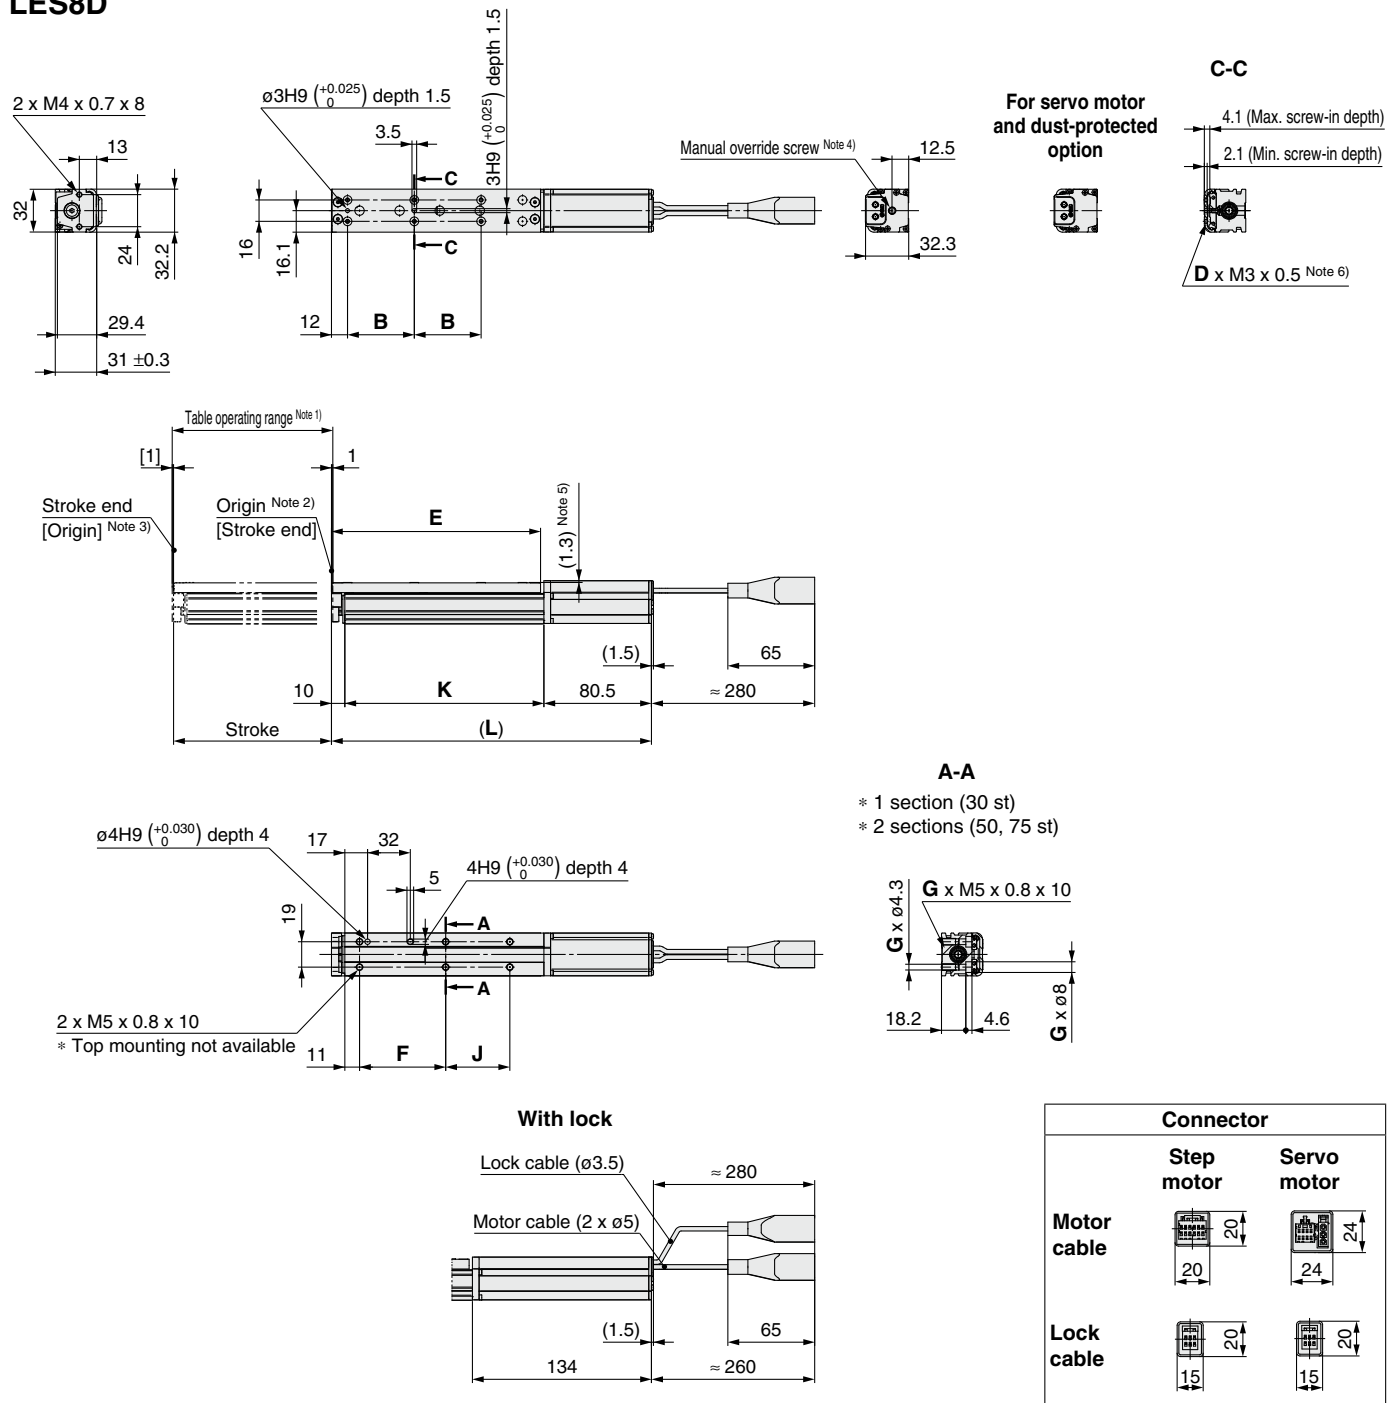 LES8D
2 x M4 x 0.7 x 8
13
32
24
32.2
29.4
31 ±0.3
ø3H9 (+0.025 0) depth 1.5
3.5
3H9 (+0.025 0) depth 1.5
C
C
16
16.1
12
B
B
Manual override screw Note 4)
12.5
32.3
For servo motor
and dust-protected
option
C-C
4.1 (Max. screw-in depth)
2.1 (Min. screw-in depth)
D x M3 x 0.5 Note 6)
Table operating range Note 1)
[1]
1
Stroke end
[Origin] Note 3)
Origin Note 2)
[Stroke end]
E
(1.3) Note 5)
(1.5)
65
10
K
80.5
≈ 280
Stroke
(L)
A-A
∗ 1 section (30 st)
∗ 2 sections (50, 75 st)
ø4H9 (+0.030 0) depth 4
17
32
5
4H9 (+0.030 0) depth 4
19
A
A
2 x M5 x 0.8 x 10
∗ Top mounting not available
11
F
J
G x ø4.3
G x M5 x 0.8 x 10
18.2
4.6
G x ø8
With lock
Lock cable (ø3.5)
≈ 280
Motor cable (2 x ø5)
(1.5)
65
134
≈ 260
Connector
Step
motor
Servo
motor
Motor
cable
20
20
24
24
Lock
cable
20
15
20
15